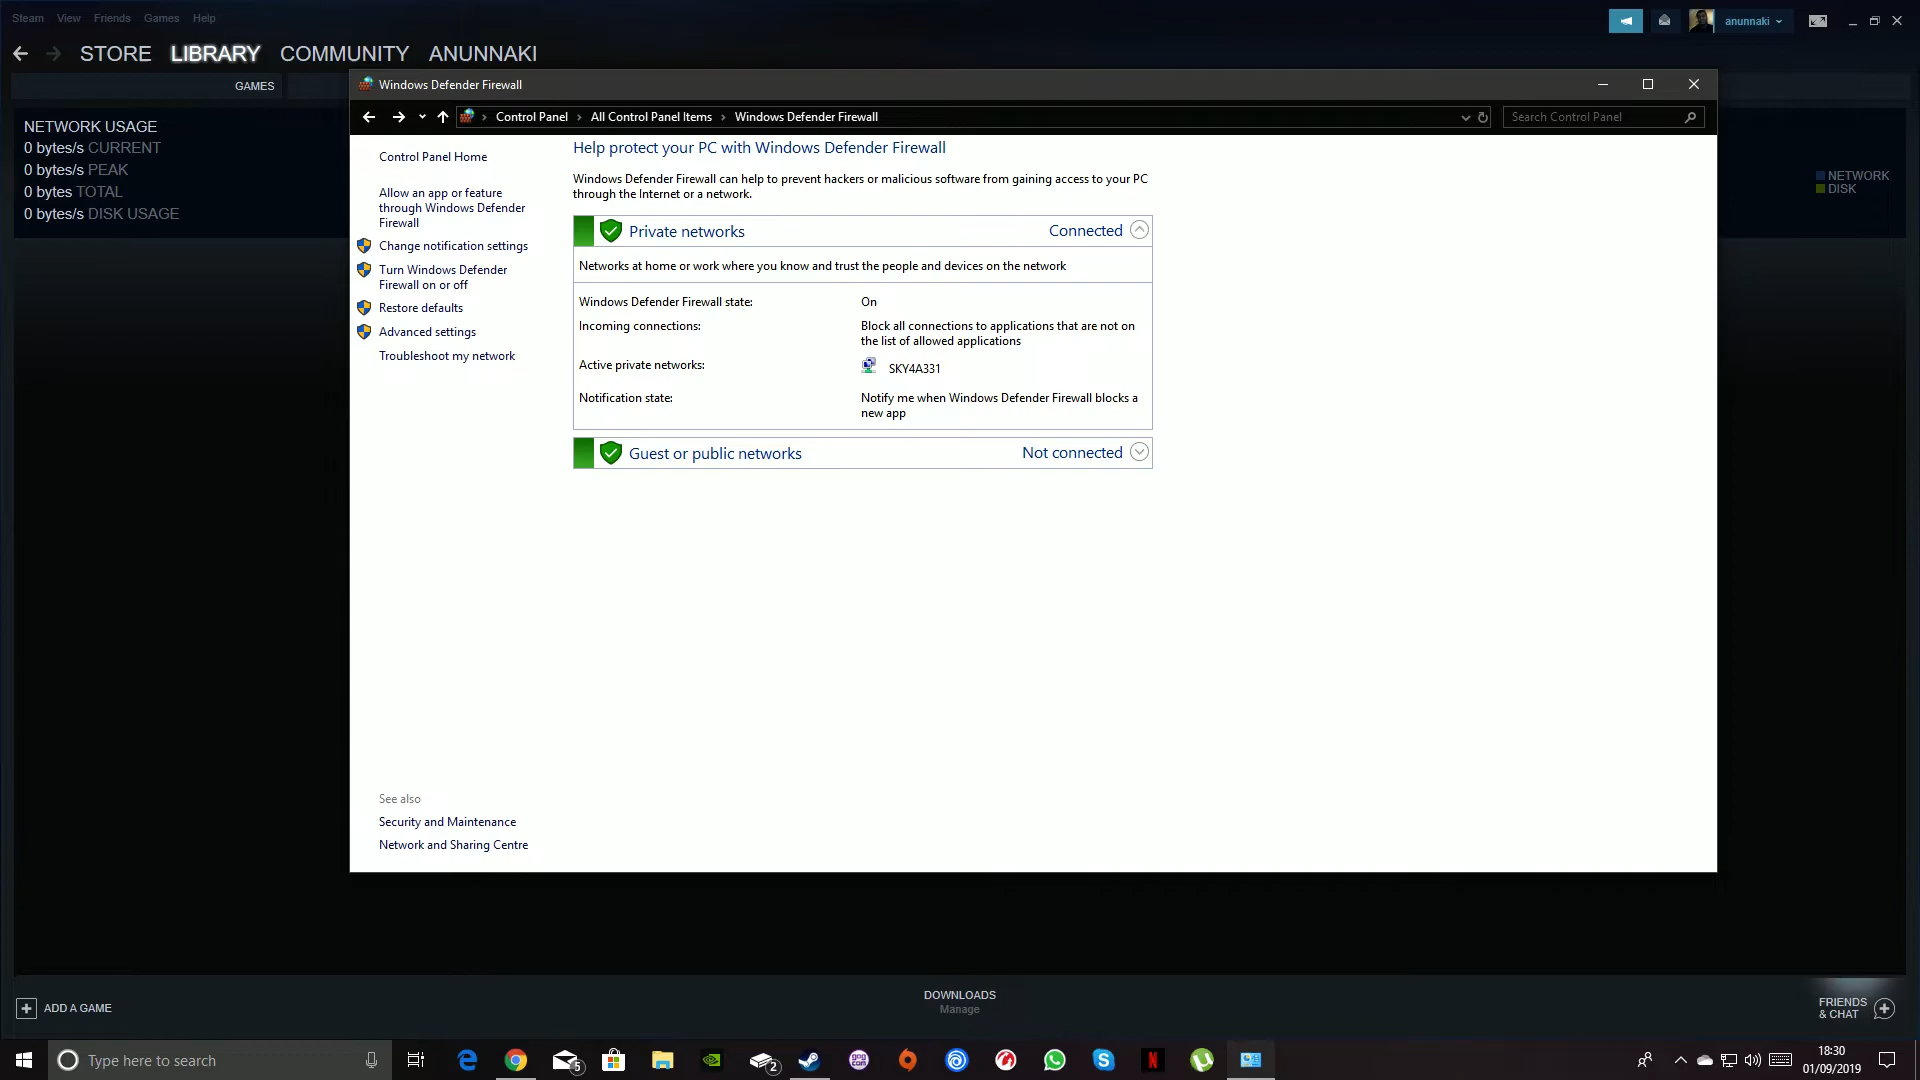 Steam View Friends Games Help
anunnaki
STORE LIBRARY COMMUNITY ANUNNAKI
GAMES
NETWORK USAGE
0 bytes/s CURRENT
0 bytes/s PEAK
0 bytes TOTAL
0 bytes/s DISK USAGE
NETWORK
DISK
Windows Defender Firewall
Control Panel All Control Panel Items Windows Defender Firewall
Search Control Panel
Control Panel Home
Allow an app or feature
through Windows Defender
Firewall
Change notification settings
Turn Windows Defender
Firewall on or off
Restore defaults
Advanced settings
Troubleshoot my network
Help protect your PC with Windows Defender Firewall
Windows Defender Firewall can help to prevent hackers or malicious software from gaining access to your PC
through the Internet or a network.
Private networks Connected
Networks at home or work where you know and trust the people and devices on the network
Windows Defender Firewall state: On
Incoming connections: Block all connections to applications that are not on
the list of allowed applications
Active private networks: SKY4A331
Notification state: Notify me when Windows Defender Firewall blocks a
new app
Guest or public networks Not connected
See also
Security and Maintenance
Network and Sharing Centre
ADD A GAME
DOWNLOADS
Manage
FRIENDS
& CHAT
Type here to search
5
2
GOG
COM
N
18:30
01/09/2019